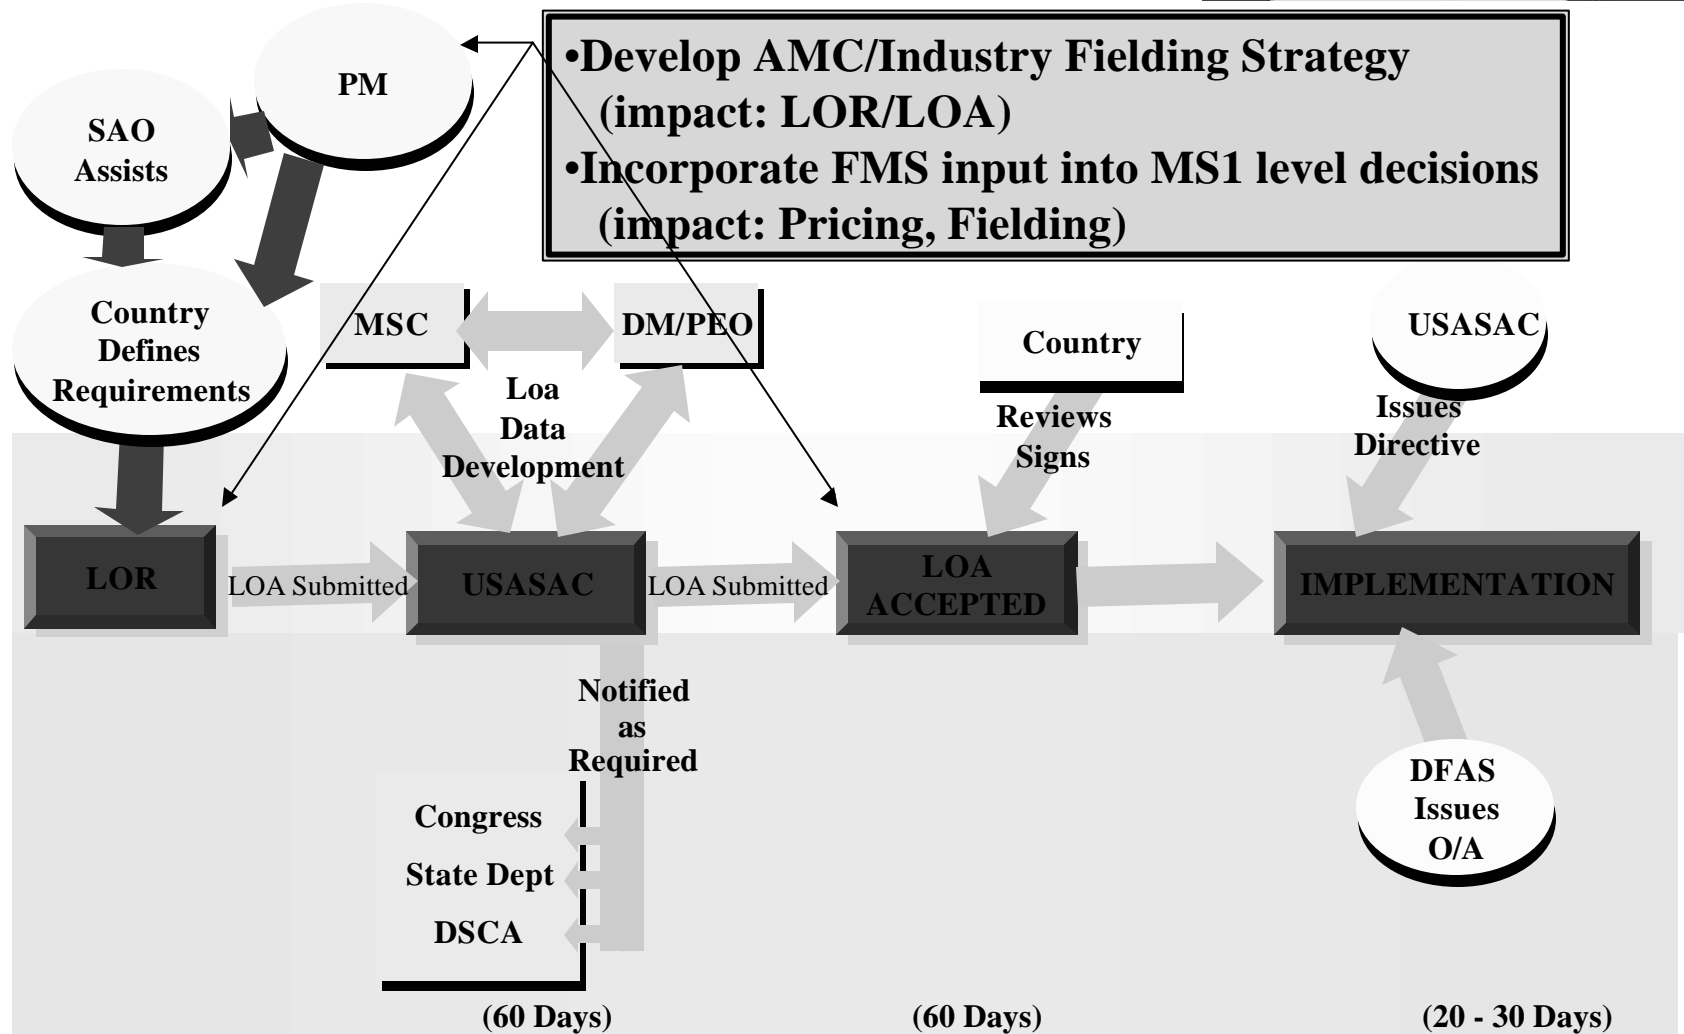 PM
SAO
Assists
•Develop AMC/Industry Fielding Strategy
(impact: LOR/LOA)
•Incorporate FMS input into MS1 level decisions
(impact: Pricing, Fielding)
Country
Defines
Requirements
MSC
DM/PEO
Loa
Data
Development
Country
Reviews
Signs
USASAC
Issues
Directive
LOR
LOA Submitted
USASAC
LOA Submitted
LOA
ACCEPTED
IMPLEMENTATION
Notified
as
Required
Congress
State Dept
DSCA
DFAS
Issues
O/A
(60 Days)
(60 Days)
(20 - 30 Days)